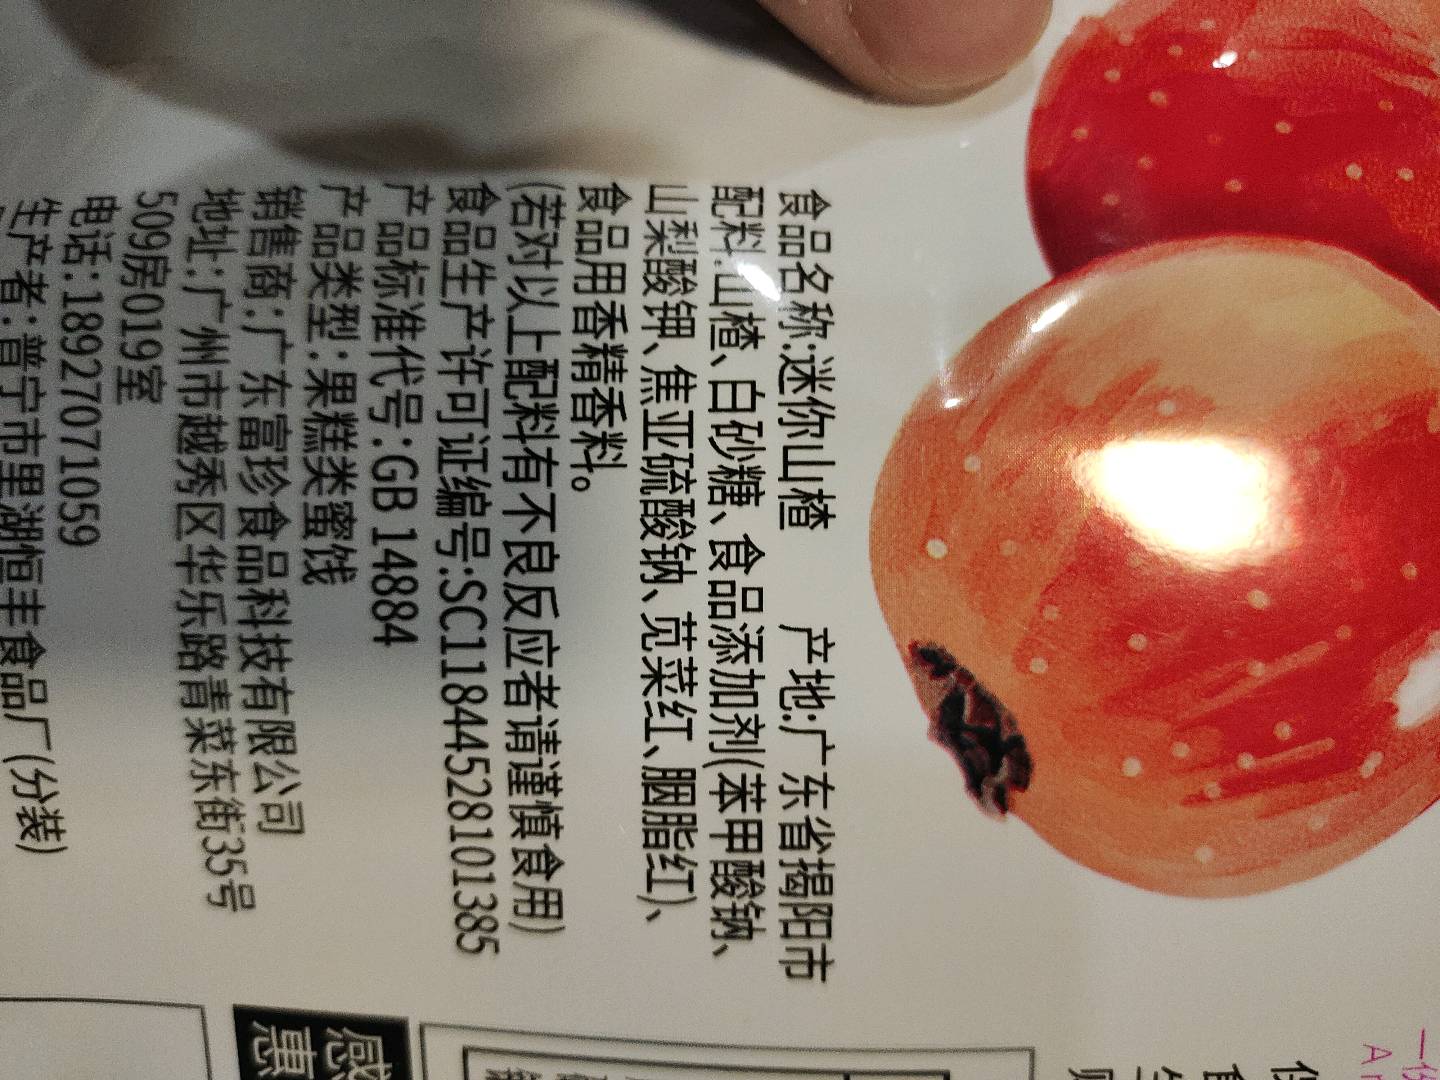 食品名称:迷你山楂 产地:广东省揭阳市
配料:山楂、白砂糖、食品添加剂(苯甲酸钠、
山梨酸钾、焦亚硫酸钠、苋菜红、胭脂红)、
食品用香精香料。
(若对以上配料有不良反应者请谨慎食用)
食品生产许可证编号:SC11844528101385
产品标准代号:GB 14884
产品类型:果糕类蜜饯
销售商:广东富珍食品科技有限公司
地址:广州市越秀区华乐路青菜东街35号
509房019室
电话:18927071059
生产者:普宁市里湖恒丰食品厂(分装)
感
惠